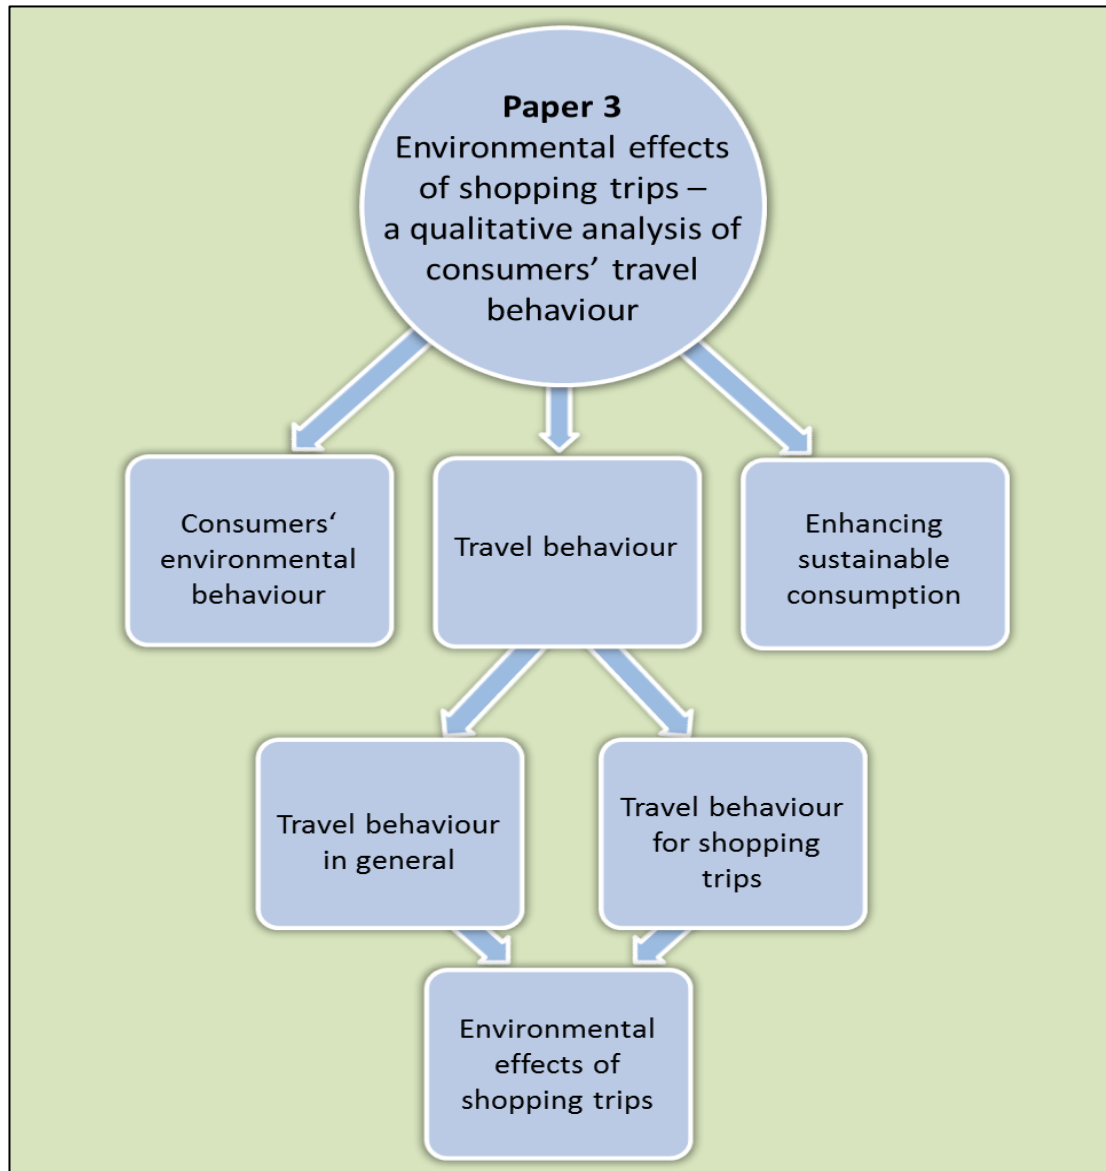 Paper 3
Environmental effects
of shopping trips –
a qualitative analysis of
consumers’ travel
behaviour
Consumers‘
environmental
behaviour
Travel behaviour
Enhancing
sustainable
consumption
Travel behaviour
in general
Travel behaviour
for shopping
trips
Environmental
effects of
shopping trips